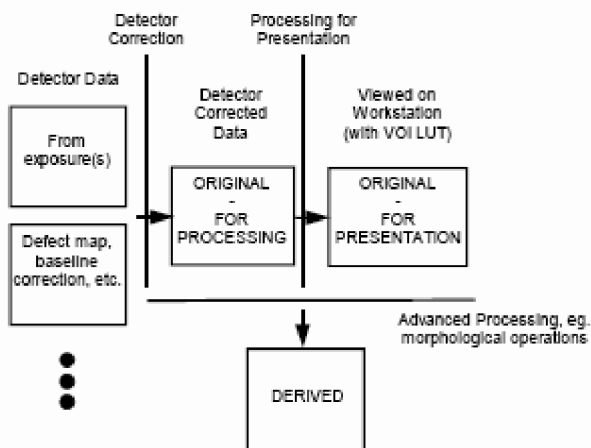 Detector
Correction
Processing for
Presentation
Detector Data
Detector
Corrected
Data
Viewed on
Workstation
(with VOI LUT)
From
exposure(s)
ORIGINAL
-
FOR
PROCESSING
ORIGINAL
-
FOR
PRESENTATION
Defect map,
baseline
correction, etc.
Advanced Processing, eg.
morphological operations
DERIVED